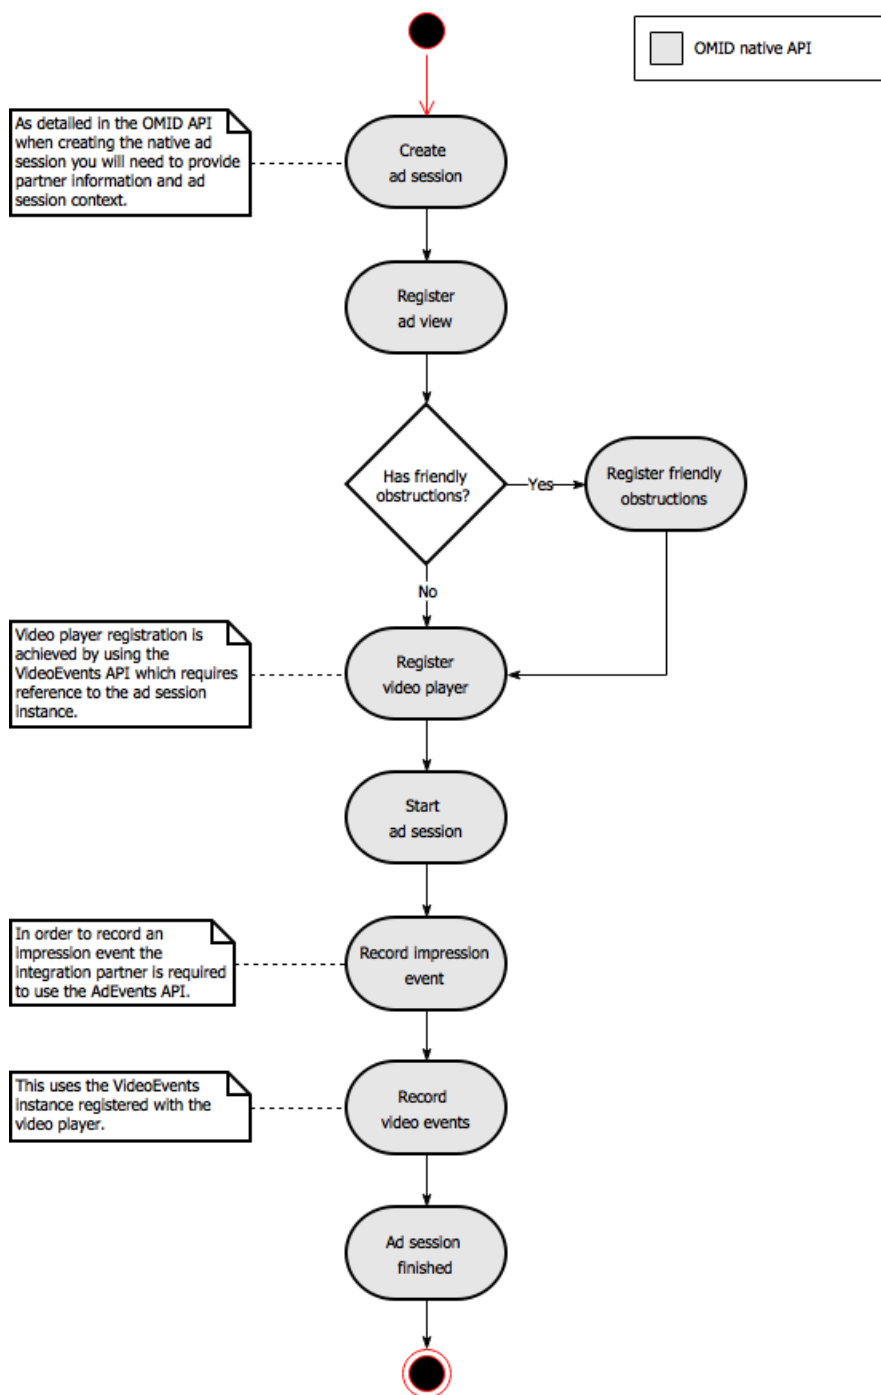 OMID native API
As detailed in the OMID API
when creating the native ad
session you will need to provide
partner information and ad
session context.
Create
ad session
Register
ad view
Has friendly
obstructions?
Yes
Register friendly
obstructions
No
Video player registration is
achieved by using the
VideoEvents API which requires
reference to the ad session
instance.
Register
video player
Start
ad session
In order to record an
impression event the
integration partner is required
to use the AdEvents API.
Record impression
event
This uses the VideoEvents
instance registered with the
video player.
Record
video events
Ad session
finished